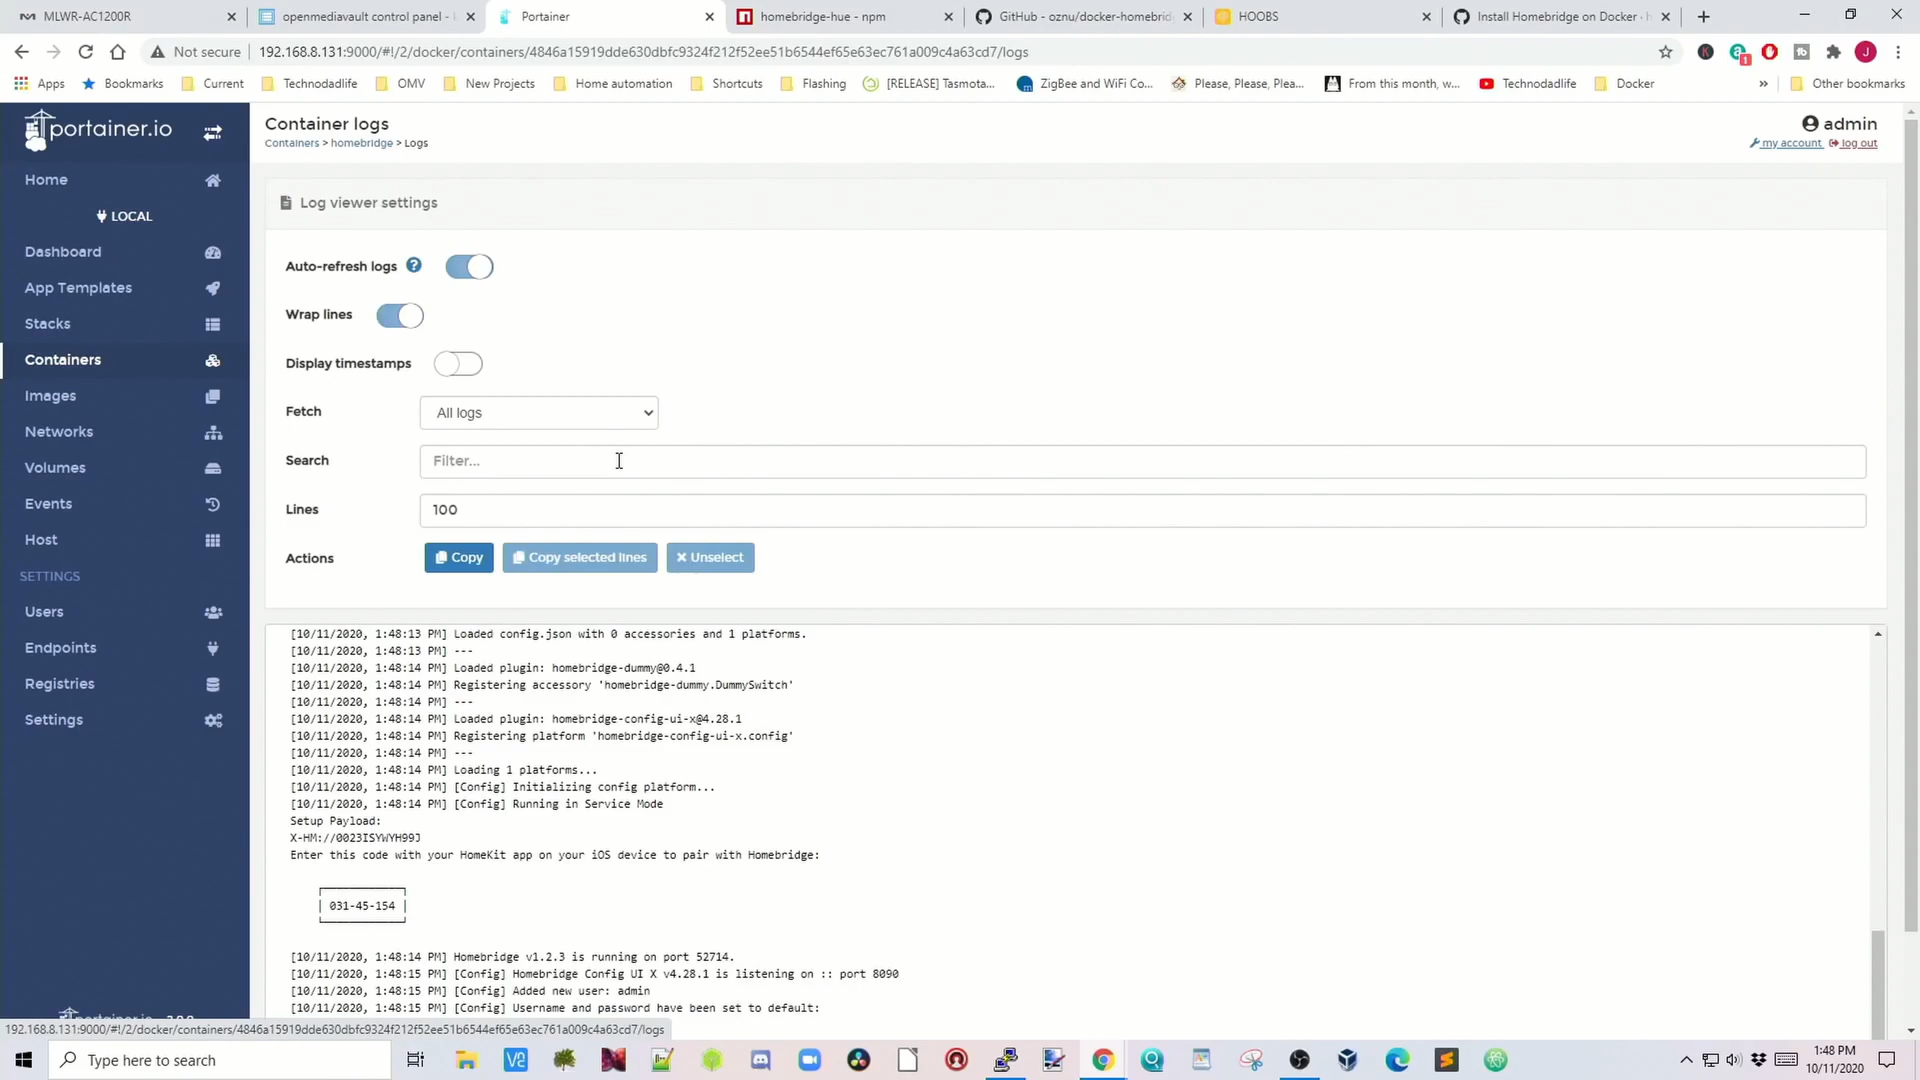 MLWR-AC1200R
openmediavault control panel -
Portainer
homebridge-hue - npm
GitHub - oznu/docker-homebrid
HOOBS
Install Homebridge on Docker · h
Not secure
192.168.8.131:9000/#!/2/docker/containers/4846a15919dde630dbfc9324f212f52ee51b6544ef65e63ec761a009c4a63cd7/logs
Apps
Bookmarks
Current
Technodadlife
OMV
New Projects
Home automation
Shortcuts
Flashing
[RELEASE] Tasmota...
ZigBee and WiFi Co...
Please, Please, Plea...
From this month, w...
Technodadlife
Docker
»
Other bookmarks
portainer.io
Container logs
Containers > homebridge > Logs
admin
my account
log out
Home
LOCAL
Dashboard
App Templates
Stacks
Containers
Images
Networks
Volumes
Events
Host
SETTINGS
Users
Endpoints
Registries
Settings
Log viewer settings
Auto-refresh logs
Wrap lines
Display timestamps
Fetch
All logs
Search
Filter...
Lines
100
Actions
Copy
Copy selected lines
Unselect
[10/11/2020, 1:48:13 PM] Loaded config.json with 0 accessories and 1 platforms.
[10/11/2020, 1:48:13 PM] ---
[10/11/2020, 1:48:14 PM] Loaded plugin: homebridge-dummy@0.4.1
[10/11/2020, 1:48:14 PM] Registering accessory 'homebridge-dummy.DummySwitch'
[10/11/2020, 1:48:14 PM] ---
[10/11/2020, 1:48:14 PM] Loaded plugin: homebridge-config-ui-x@4.28.1
[10/11/2020, 1:48:14 PM] Registering platform 'homebridge-config-ui-x.config'
[10/11/2020, 1:48:14 PM] ---
[10/11/2020, 1:48:14 PM] Loading 1 platforms...
[10/11/2020, 1:48:14 PM] [Config] Initializing config platform...
[10/11/2020, 1:48:14 PM] [Config] Running in Service Mode
Setup Payload:
X-HM://0023ISYWYH99J
Enter this code with your HomeKit app on your iOS device to pair with Homebridge:
031-45-154
[10/11/2020, 1:48:14 PM] Homebridge v1.2.3 is running on port 52714.
[10/11/2020, 1:48:15 PM] [Config] Homebridge Config UI X v4.28.1 is listening on :: port 8090
[10/11/2020, 1:48:15 PM] [Config] Added new user: admin
[10/11/2020, 1:48:15 PM] [Config] Username and password have been set to default:
192.168.8.131:9000/#!/2/docker/containers/4846a15919dde630dbfc9324f212f52ee51b6544ef65e63ec761a009c4a63cd7/logs
Type here to search
1:48 PM
10/11/2020